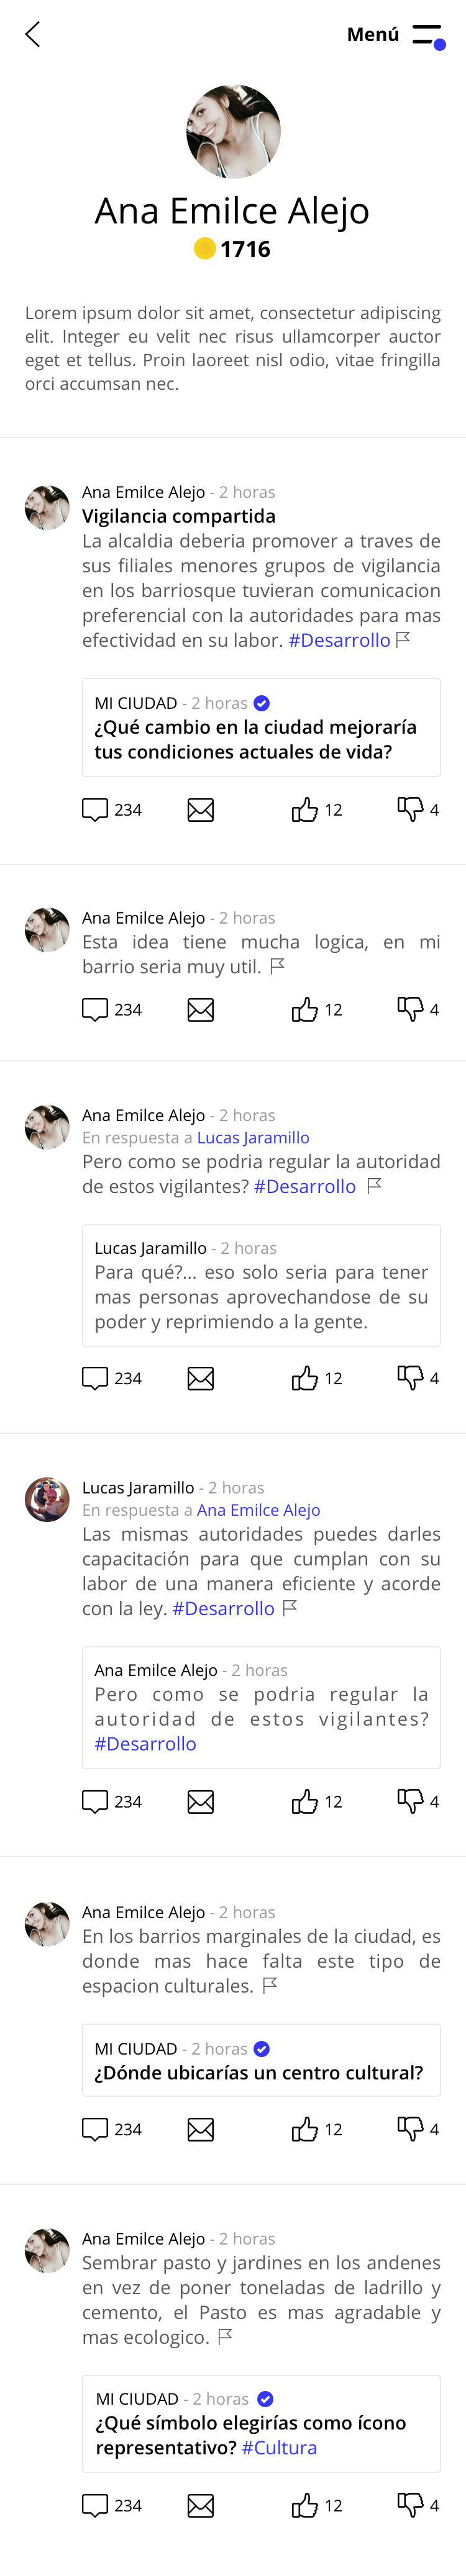 Menú
Ana Emilce Alejo
1716
Lorem ipsum dolor sit amet, consectetur adipiscing
elit. Integer eu velit nec risus ullamcorper auctor
eget et tellus. Proin laoreet nisl odio, vitae fringilla
orci accumsan nec.
Ana Emilce Alejo - 2 horas
Vigilancia compartida
La alcaldia deberia promover a traves de
sus filiales menores grupos de vigilancia
en los barriosque tuvieran comunicacion
preferencial con la autoridades para mas
efectividad en su labor. #Desarrollo
MI CIUDAD - 2 horas
¿Qué cambio en la ciudad mejoraría
tus condiciones actuales de vida?
234 12 4
Ana Emilce Alejo - 2 horas
Esta idea tiene mucha logica, en mi
barrio seria muy util.
234 12 4
Ana Emilce Alejo - 2 horas
En respuesta a Lucas Jaramillo
Pero como se podria regular la autoridad
de estos vigilantes? #Desarrollo
Lucas Jaramillo - 2 horas
Para qué?... eso solo seria para tener
mas personas aprovechandose de su
poder y reprimiendo a la gente.
234 12 4
Lucas Jaramillo - 2 horas
En respuesta a Ana Emilce Alejo
Las mismas autoridades puedes darles
capacitación para que cumplan con su
labor de una manera eficiente y acorde
con la ley. #Desarrollo
Ana Emilce Alejo - 2 horas
Pero como se podria regular la
autoridad de estos vigilantes?
#Desarrollo
234 12 4
Ana Emilce Alejo - 2 horas
En los barrios marginales de la ciudad, es
donde mas hace falta este tipo de
espacion culturales.
MI CIUDAD - 2 horas
¿Dónde ubicarías un centro cultural?
234 12 4
Ana Emilce Alejo - 2 horas
Sembrar pasto y jardines en los andenes
en vez de poner toneladas de ladrillo y
cemento, el Pasto es mas agradable y
mas ecologico.
MI CIUDAD - 2 horas
¿Qué símbolo elegirías como ícono
representativo? #Cultura
234 12 4